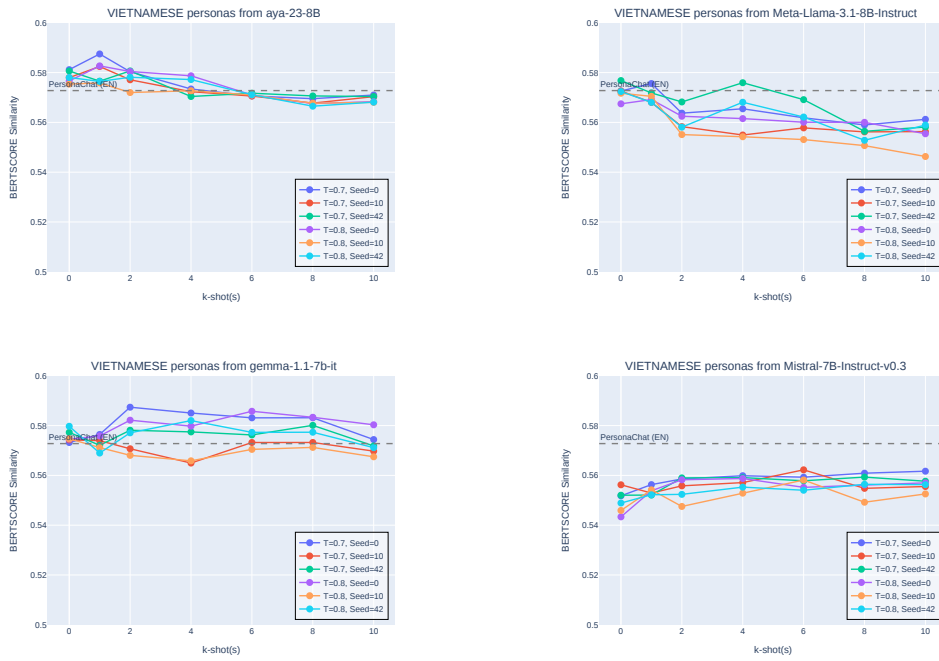 VIETNAMESE personas from aya-23-8B
0.6
0.58
0.56
0.54
0.52
0.5
BERTSCORE Similarity
PersonaChat (EN)
T=0.7, Seed=0
T=0.7, Seed=10
T=0.7, Seed=42
T=0.8, Seed=0
T=0.8, Seed=10
T=0.8, Seed=42
0 2 4 6 8 10
k-shot(s)
VIETNAMESE personas from Meta-Llama-3.1-8B-Instruct
0.6
0.58
0.56
0.54
0.52
0.5
BERTSCORE Similarity
PersonaChat (EN)
T=0.7, Seed=0
T=0.7, Seed=10
T=0.7, Seed=42
T=0.8, Seed=0
T=0.8, Seed=10
T=0.8, Seed=42
0 2 4 6 8 10
k-shot(s)
VIETNAMESE personas from gemma-1.1-7b-it
0.6
0.58
0.56
0.54
0.52
0.5
BERTSCORE Similarity
PersonaChat (EN)
T=0.7, Seed=0
T=0.7, Seed=10
T=0.7, Seed=42
T=0.8, Seed=0
T=0.8, Seed=10
T=0.8, Seed=42
0 2 4 6 8 10
k-shot(s)
VIETNAMESE personas from Mistral-7B-Instruct-v0.3
0.6
0.58
0.56
0.54
0.52
0.5
BERTSCORE Similarity
PersonaChat (EN)
T=0.7, Seed=0
T=0.7, Seed=10
T=0.7, Seed=42
T=0.8, Seed=0
T=0.8, Seed=10
T=0.8, Seed=42
0 2 4 6 8 10
k-shot(s)